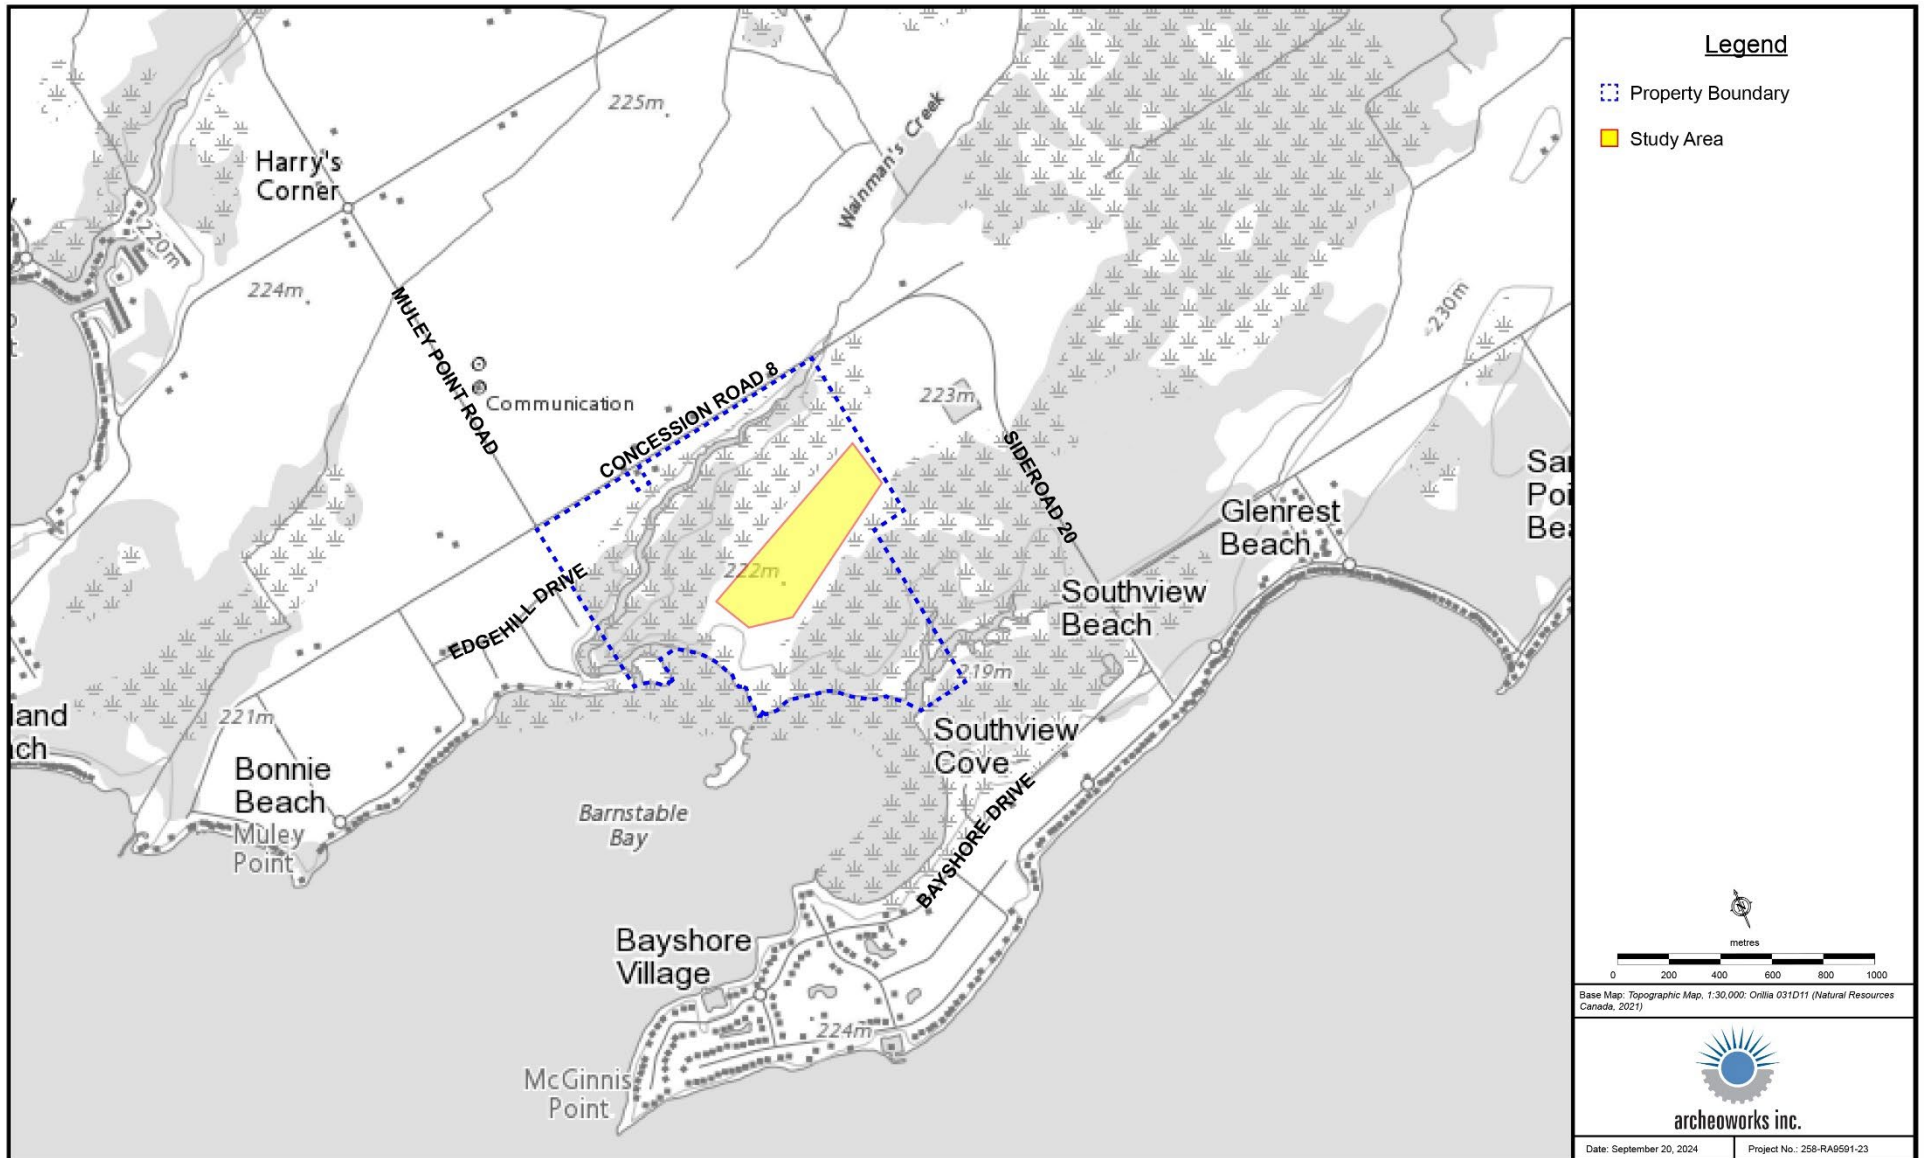 225m
Wainman's Creek
Harry's
Corner
220m
224m
230m
MULEY POINT ROAD
Communication
CONCESSION ROAD 8
223m
SIDEROAD 20
Glenrest
Beach
222m
EDGEHILL DRIVE
Southview
Beach
219m
221m
Southview
Cove
Bonnie
Beach
Muley
Point
Barnstable
Bay
BAYSHORE DRIVE
Bayshore
Village
224m
McGinnis
Point
Legend
Property Boundary
Study Area
N
metres
0 200 400 600 800 1000
Base Map: Topographic Map, 1:30,000: Orillia 031D11 (Natural Resources
Canada, 2021)
archeoworks inc.
Date: September 20, 2024
Project No.: 258-RA9591-23